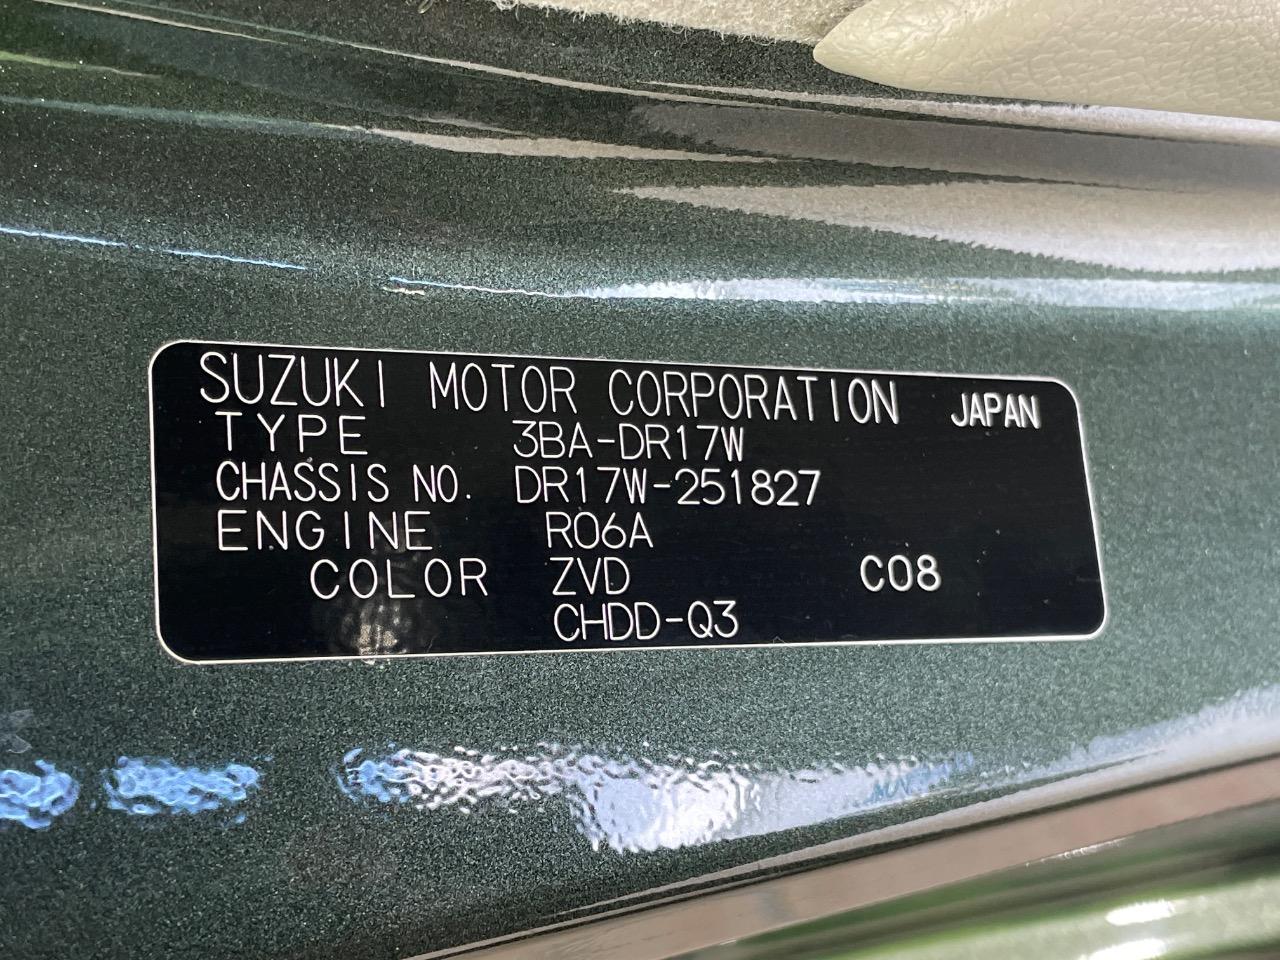 SUZUKI MOTOR CORPORATION JAPAN
TYPE 3BA-DR17W
CHASSIS NO. DR17W-251827
ENGINE R06A
COLOR ZVD C08
CHDD-Q3